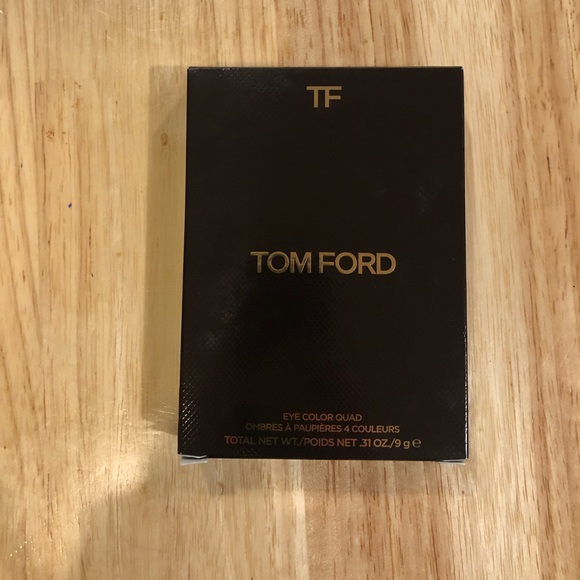 TF
TOM FORD
EYE COLOR QUAD
OMBRES À PAUPIÈRES 4 COULEURS
TOTAL NET WT./POIDS NET .31 OZ./9 g ℮